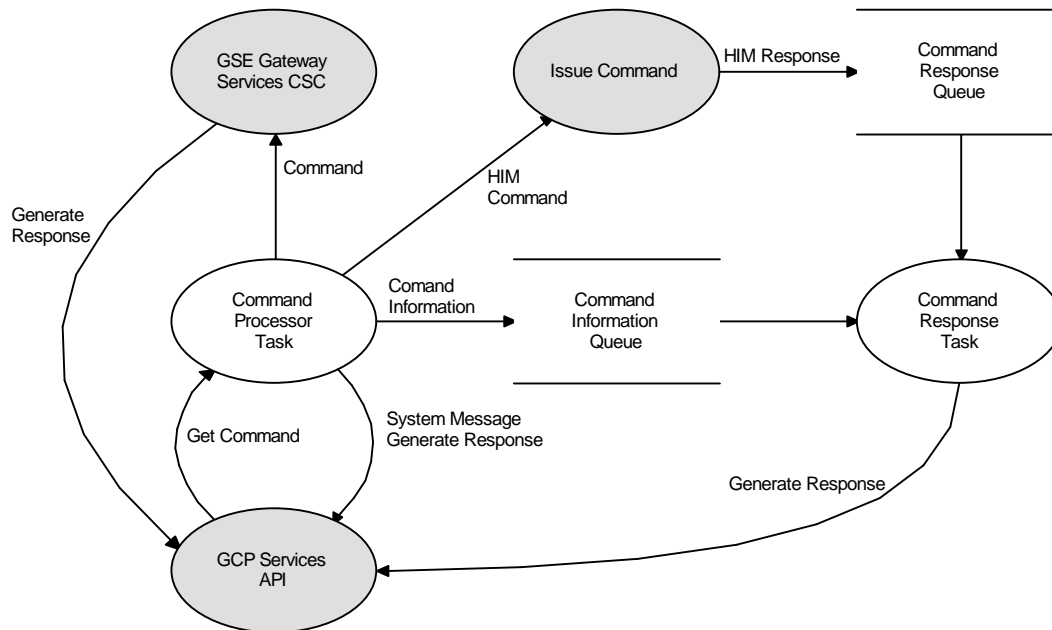 GSE Gateway
Services CSC
Issue Command
HIM Response
Command
Response
Queue
Command
HIM
Command
Generate
Response
Command
Processor
Task
Comand
Information
Command
Information
Queue
Command
Response
Task
Get Command
System Message
Generate Response
Generate Response
GCP Services
API